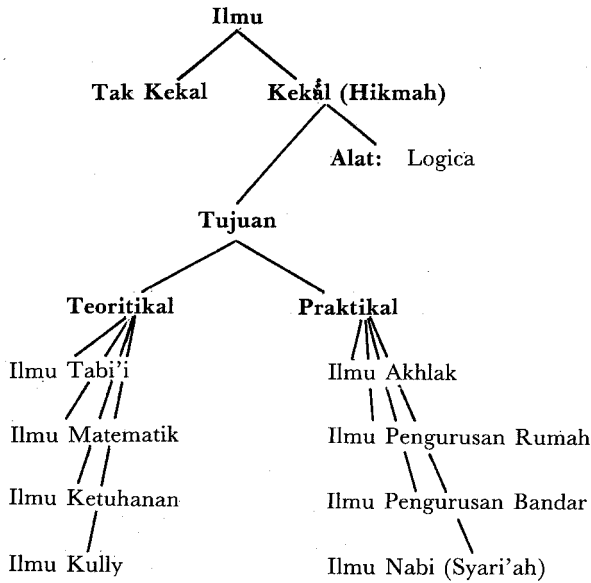 Ilmu
Tak Kekal Kekal (Hikmah)
Alat: Logica
Tujuan
Teoritikal Praktikal
Ilmu Tabi'i Ilmu Akhlak
Ilmu Matematik Ilmu Pengurusan Rumah
Ilmu Ketuhanan Ilmu Pengurusan Bandar
Ilmu Kully Ilmu Nabi (Syari'ah)